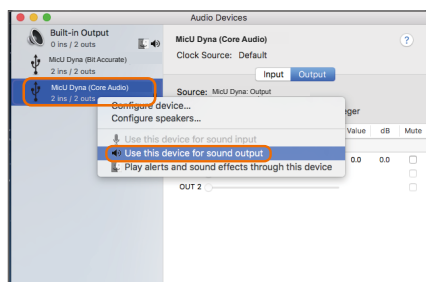 Audio Devices
Built-in Output
0 ins / 2 outs
MicU Dyna (Bit Accurate)
2 ins / 2 outs
MicU Dyna (Core Audio)
2 ins / 2 outs
MicU Dyna (Core Audio)
?
Clock Source: Default
Input Output
Source: MicU Dyna: Output
Configure device...
Configure speakers...
eger
Value dB Mute
Use this device for sound input
Use this device for sound output
0.0 0.0
Play alerts and sound effects through this device
OUT 2